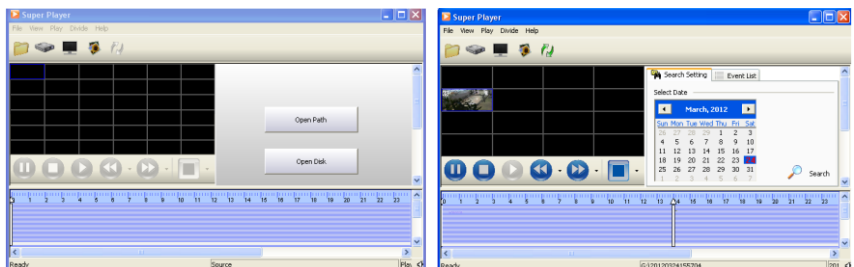 Super Player
File View Play Divide Help
Open Path
Open Disk
0 1 2 3 4 5 6 7 8 9 10 11 12 13 14 15 16 17 18 19 20 21 22 23
Ready Source Play
Super Player
File View Play Divide Help
Search Setting Event List
Select Date
March, 2012
Sun Mon Tue Wed Thu Fri Sat
26 27 28 29 1 2 3
4 5 6 7 8 9 10
11 12 13 14 15 16 17
18 19 20 21 22 23
25 26 27 28 29 30 31
1 2 3 4 5 6 7
Search
0 1 2 3 4 5 6 7 8 9 10 11 12 13 14 15 16 17 18 19 20 21 22 23
Ready G:\20120324155704 201